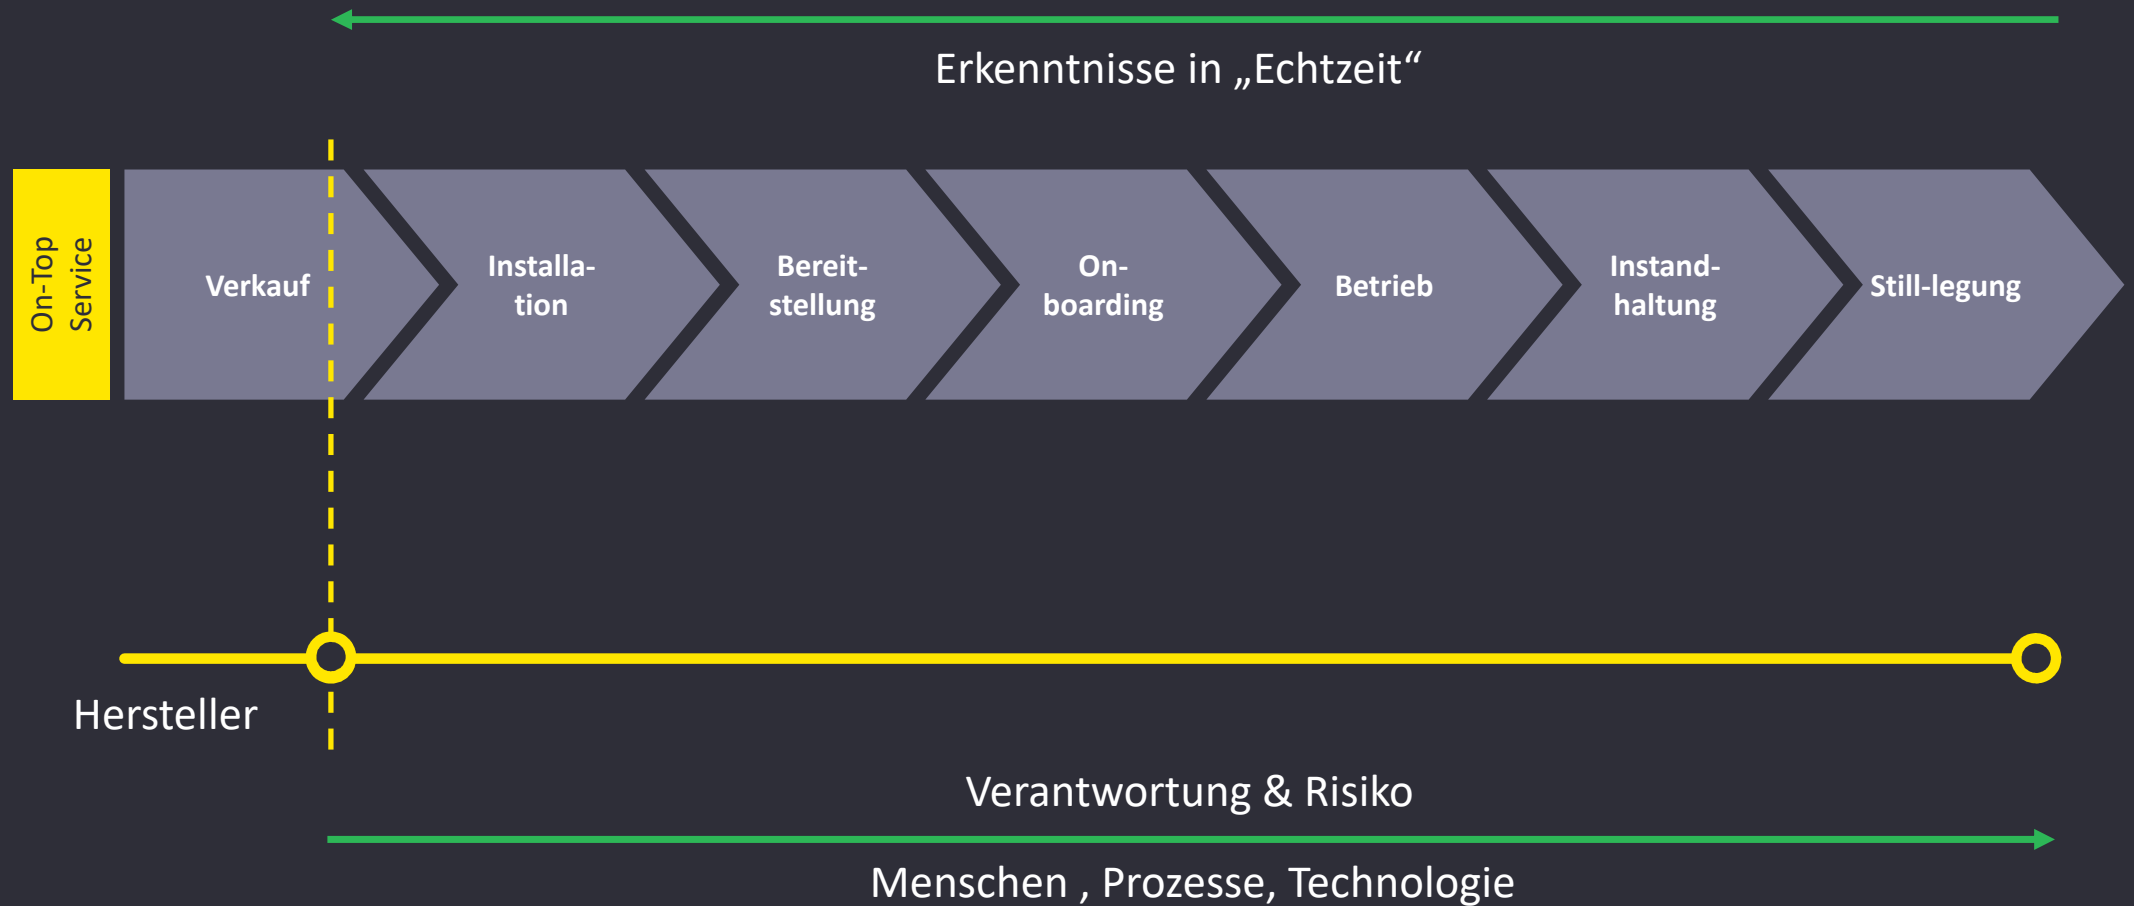 Erkenntnisse in „Echtzeit“
On-Top
Service
Verkauf
Installa-
tion
Bereit-
stellung
On-
boarding
Betrieb
Instand-
haltung
Still-legung
Hersteller
Verantwortung & Risiko
Menschen , Prozesse, Technologie